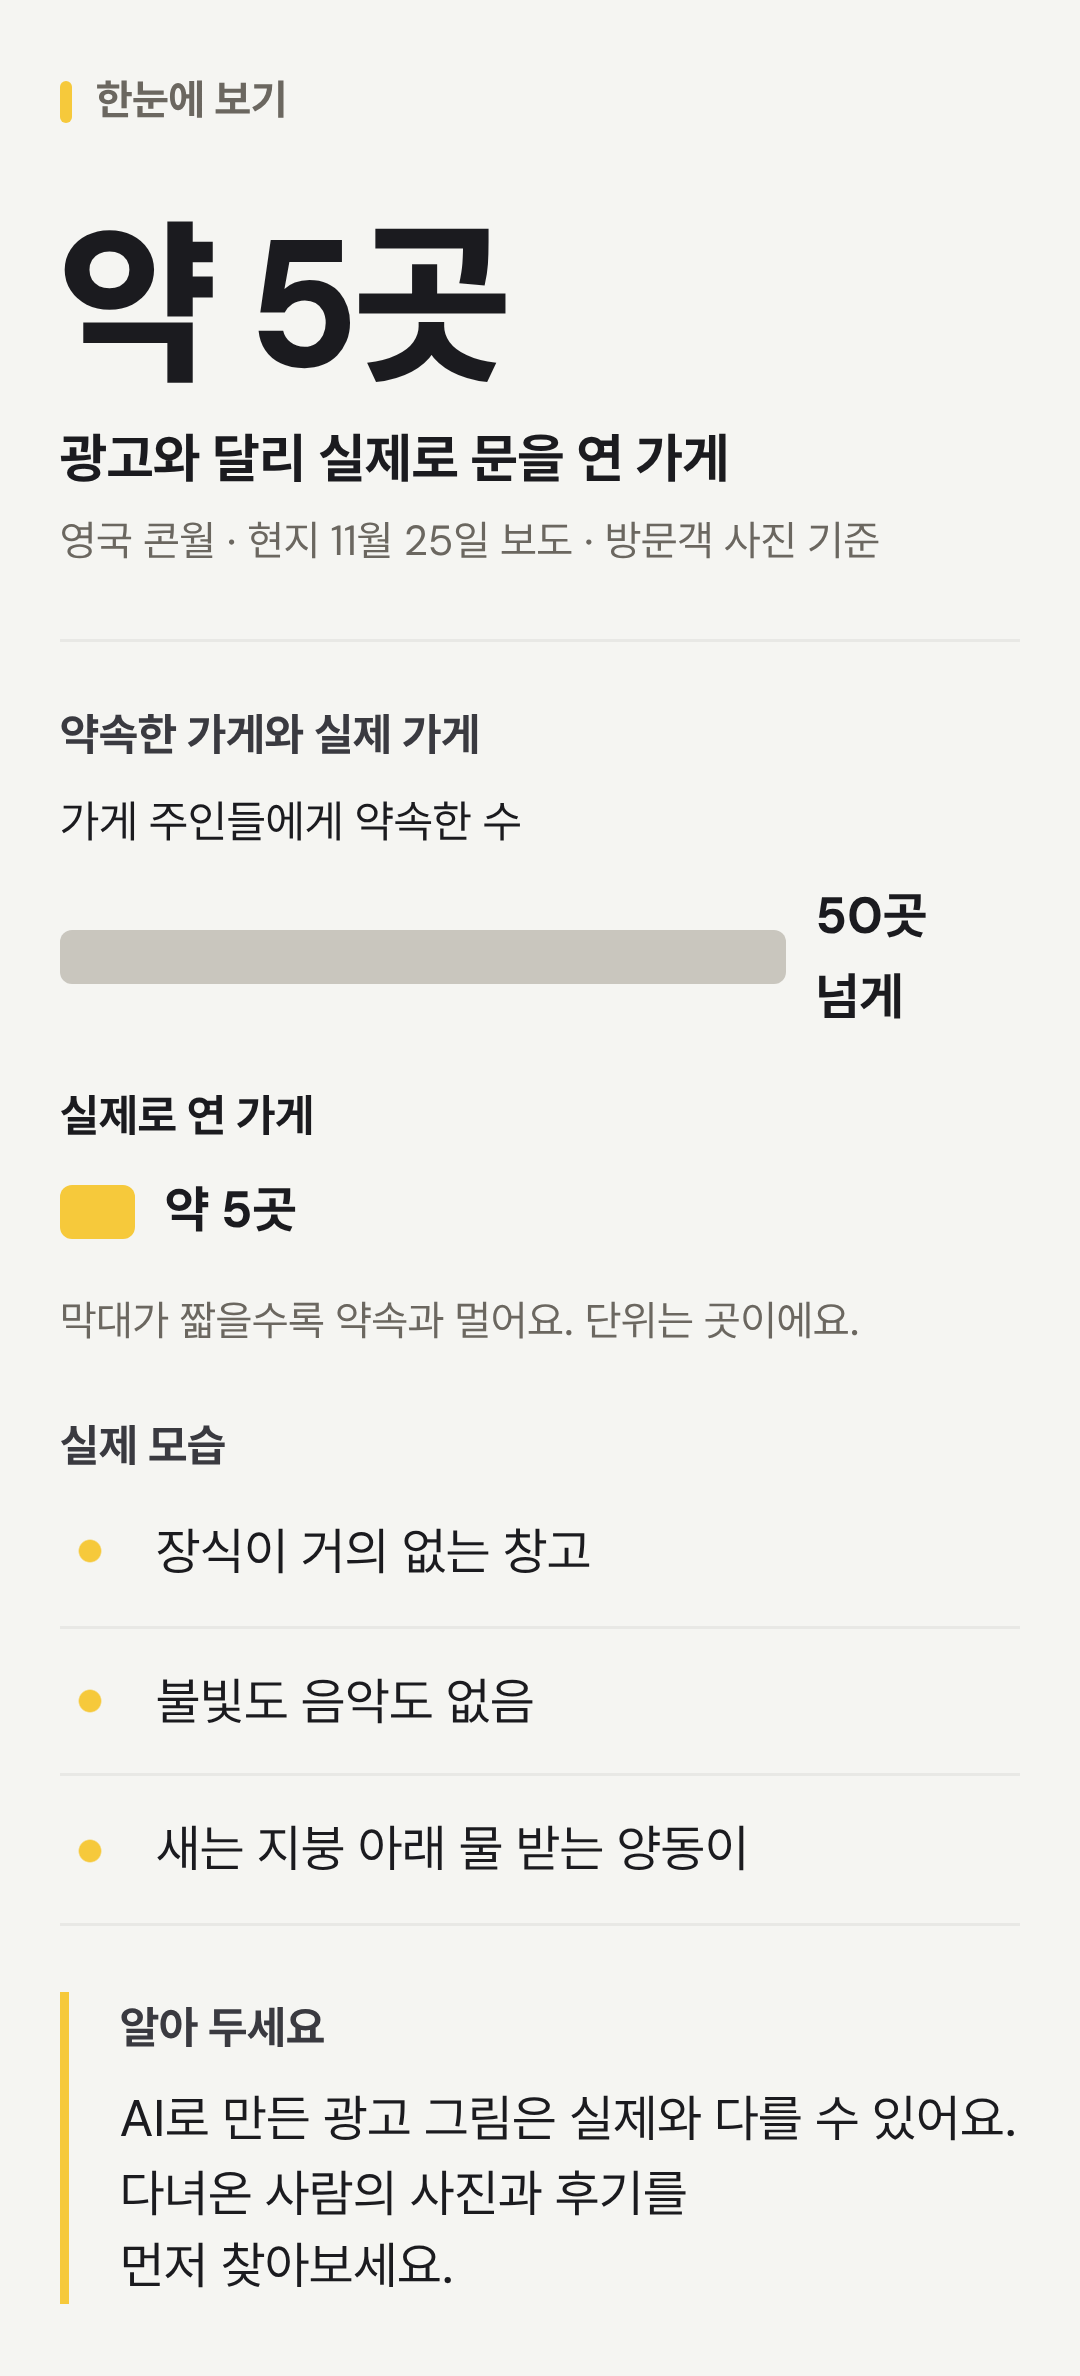 한눈에 보기
약 5곳
광고와 달리 실제로 문을 연 가게
영국 콘월 · 현지 11월 25일 보도 · 방문객 사진 기준
약속한 가게와 실제 가게
가게 주인들에게 약속한 수
50곳
넘게
실제로 연 가게
약 5곳
막대가 짧을수록 약속과 멀어요. 단위는 곳이에요.
실제 모습
장식이 거의 없는 창고
불빛도 음악도 없음
새는 지붕 아래 물 받는 양동이
알아 두세요
AI로 만든 광고 그림은 실제와 다를 수 있어요.
다녀온 사람의 사진과 후기를
먼저 찾아보세요.